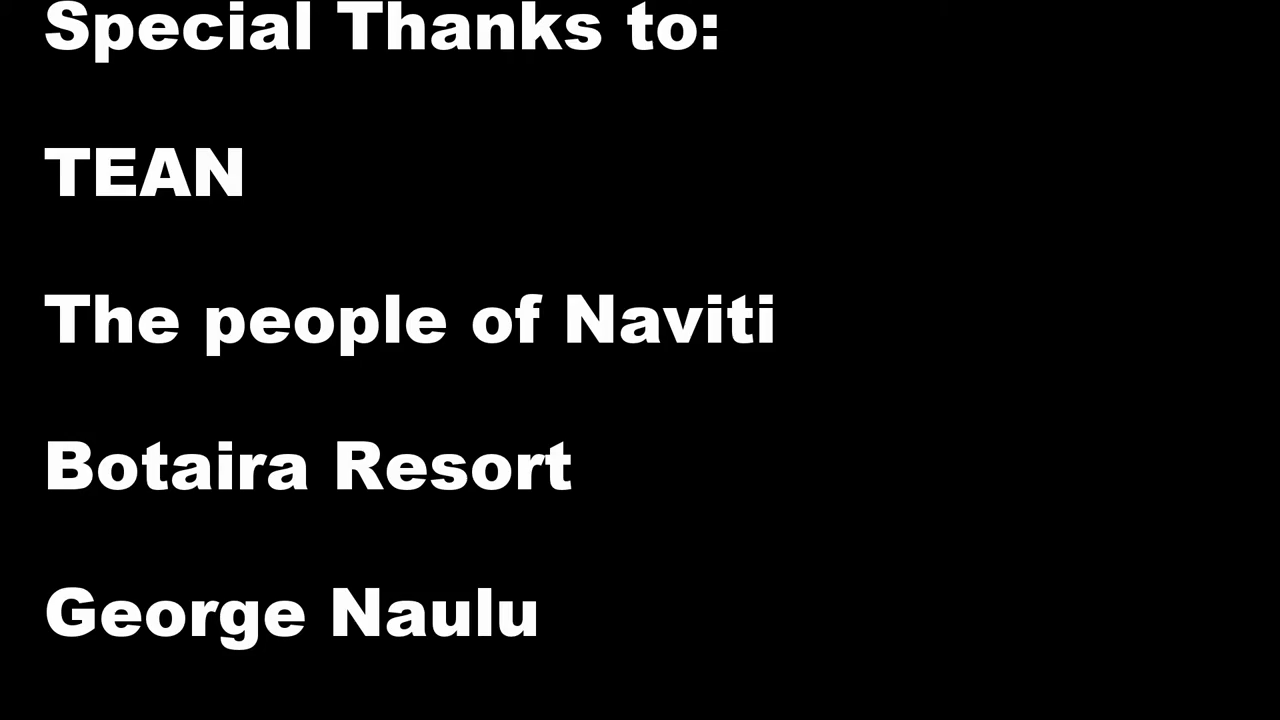 Special Thanks to:
TEAN
The people of Naviti
Botaira Resort
George Naulu